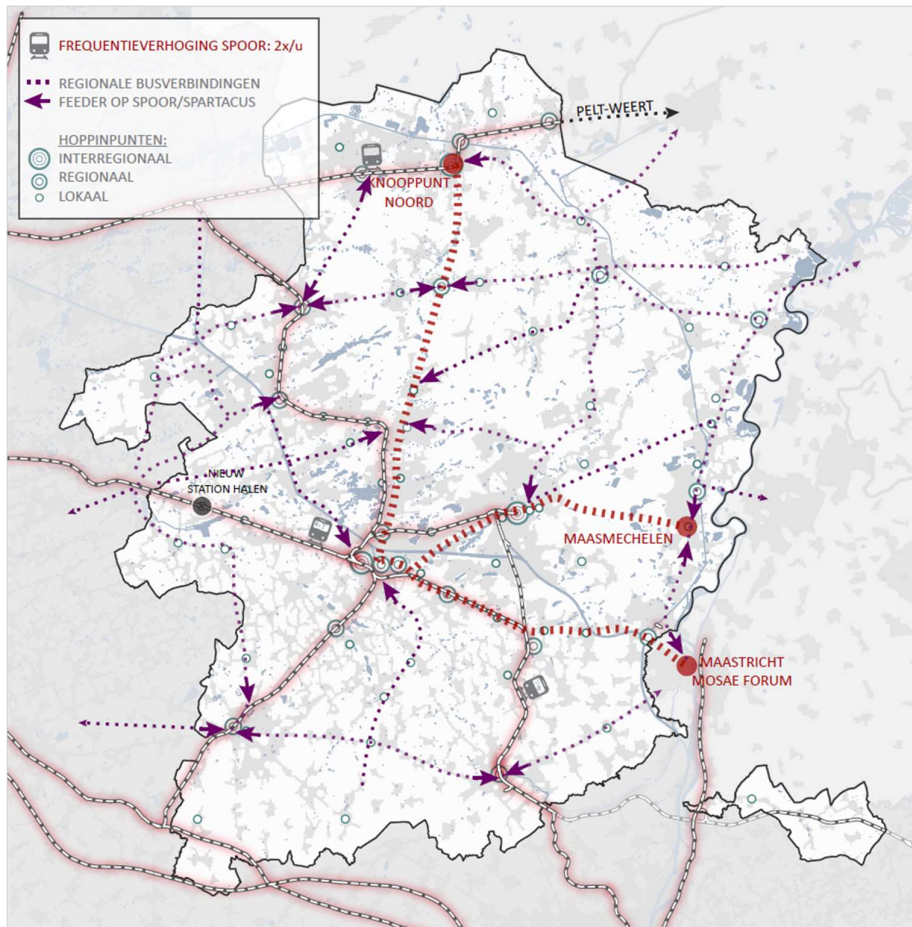 FREQUENTIEVERHOGING SPOOR: 2x/u
REGIONALE BUSVERBINDINGEN
FEEDER OP SPOOR/SPARTACUS
HOPPINPUNTEN:
INTERREGIONAAL
REGIONAAL
LOKAAL
PELT-WEERT
KNOOPPUNT
NOORD
NIEUW
STATION HALEN
MAASMECHELEN
MAASTRICHT
MOSAE FORUM